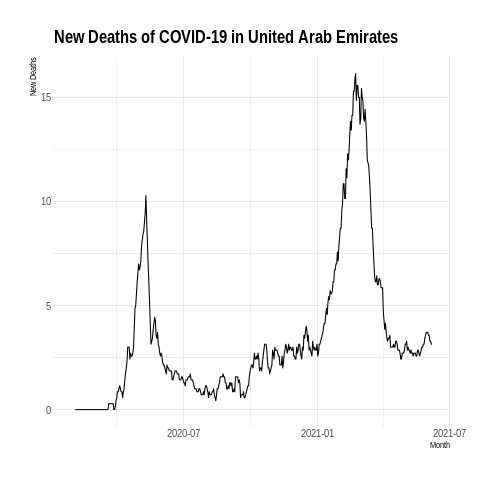 New Deaths of COVID-19 in United Arab Emirates
New Deaths
15
10
5
0
2020-07
2021-01
2021-07
Month